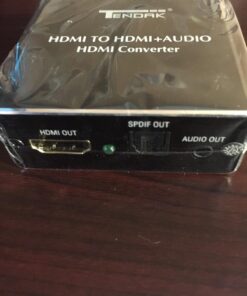 TENDAK
HDMI TO HDMI+AUDIO
HDMI Converter
HDMI OUT
SPDIF OUT
AUDIO OUT